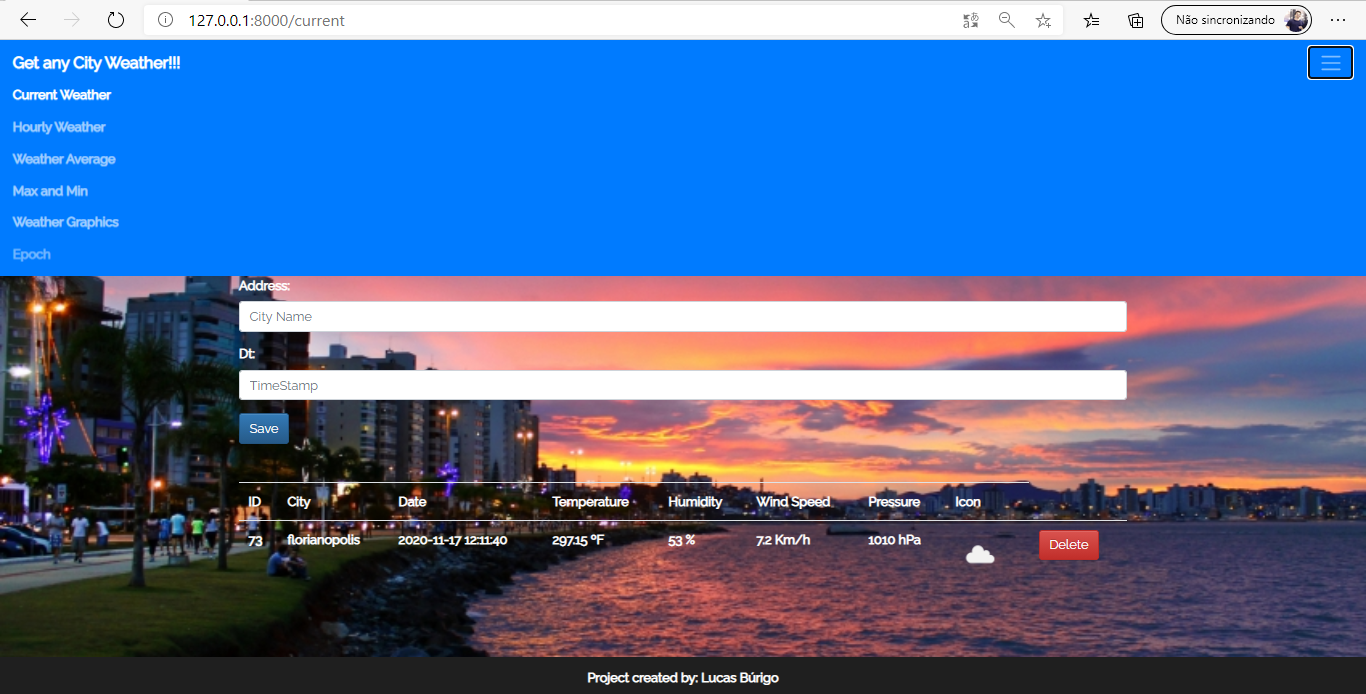 127.0.0.1:8000/current
Não sincronizando
Get any City Weather!!!
Current Weather
Hourly Weather
Weather Average
Max and Min
Weather Graphics
Epoch
Address:
City Name
Dt:
TimeStamp
Save
ID City Date Temperature Humidity Wind Speed Pressure Icon
73 florianopolis 2020-11-17 12:11:40 297.15 ºF 53 % 7.2 Km/h 1010 hPa Delete
Project created by: Lucas Búrigo